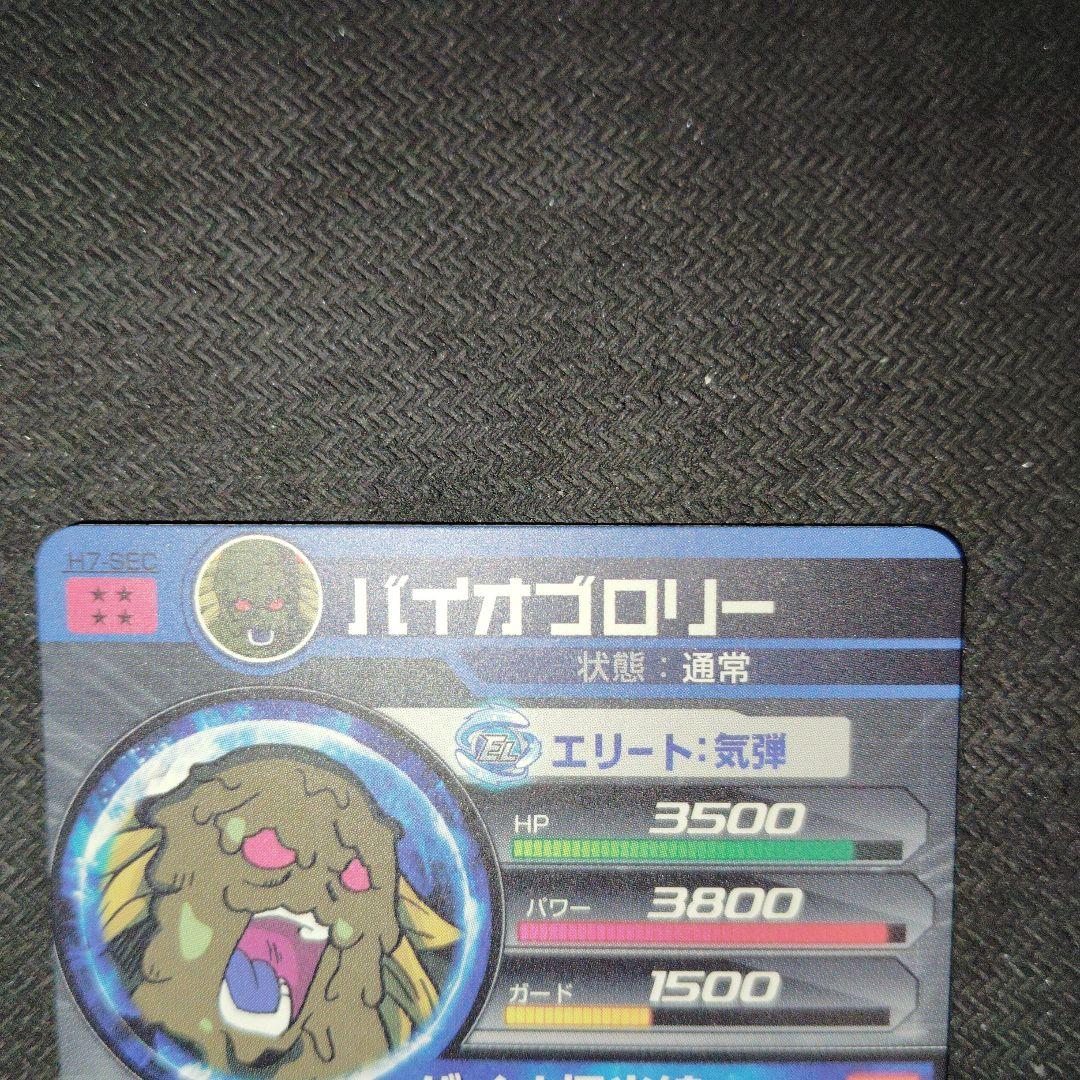 H7-SEC
バイオブロリー
状態：通常
EL エリート：気弾
HP 3500
パワー 3800
ガード 1500